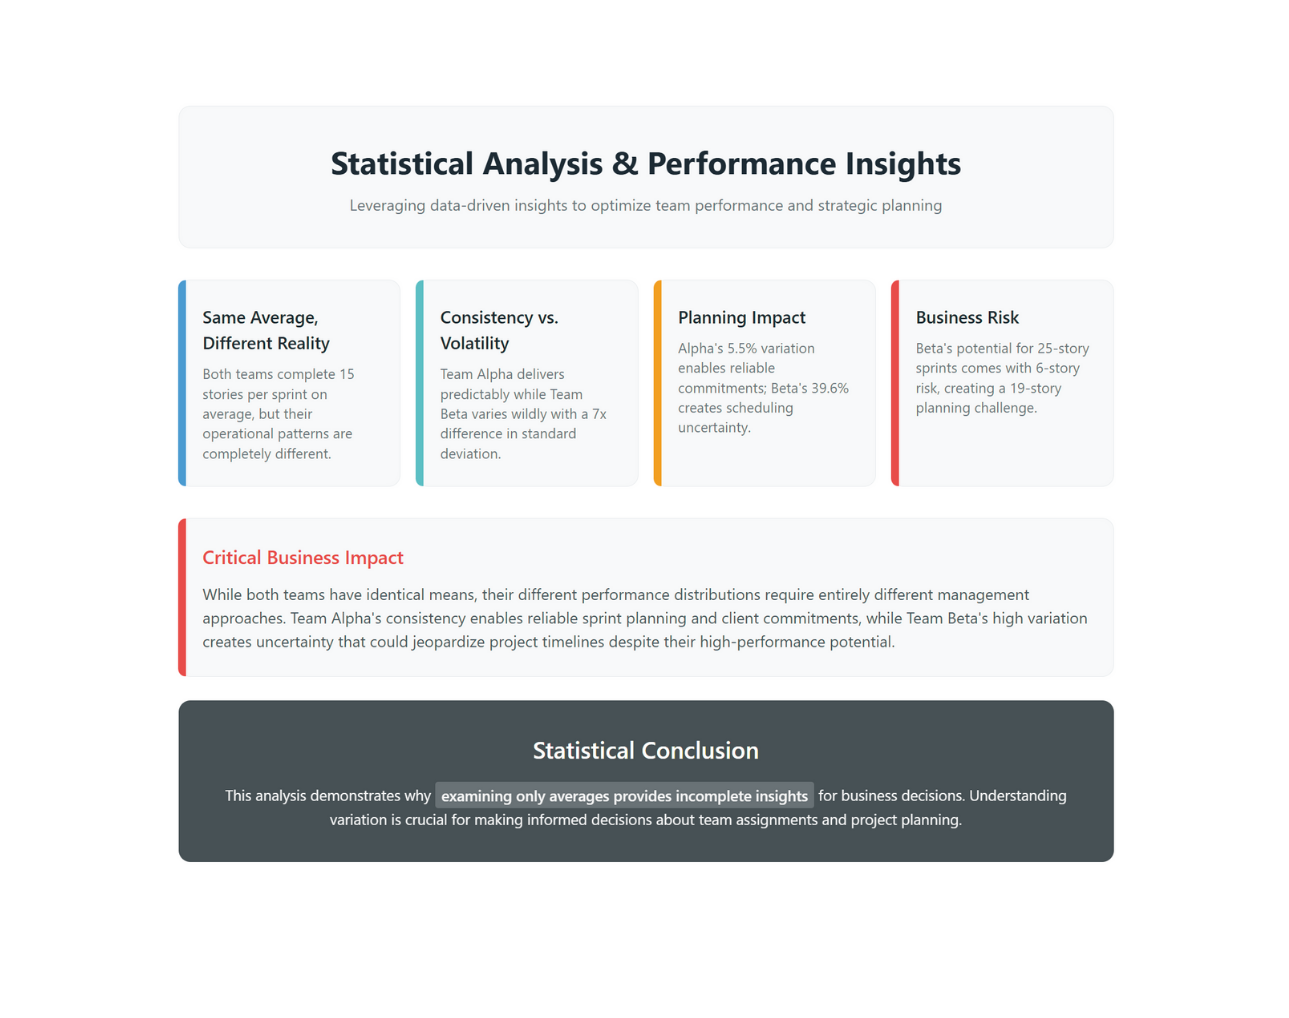 Statistical Analysis & Performance Insights
Leveraging data-driven insights to optimize team performance and strategic planning
Same Average,
Different Reality
Both teams complete 15
stories per sprint on
average, but their
operational patterns are
completely different.
Consistency vs.
Volatility
Team Alpha delivers
predictably while Team
Beta varies wildly with a 7x
difference in standard
deviation.
Planning Impact
Alpha's 5.5% variation
enables reliable
commitments; Beta's 39.6%
creates scheduling
uncertainty.
Business Risk
Beta's potential for 25-story
sprints comes with 6-story
risk, creating a 19-story
planning challenge.
Critical Business Impact
While both teams have identical means, their different performance distributions require entirely different management
approaches. Team Alpha's consistency enables reliable sprint planning and client commitments, while Team Beta's high variation
creates uncertainty that could jeopardize project timelines despite their high-performance potential.
Statistical Conclusion
This analysis demonstrates why examining only averages provides incomplete insights for business decisions. Understanding
variation is crucial for making informed decisions about team assignments and project planning.